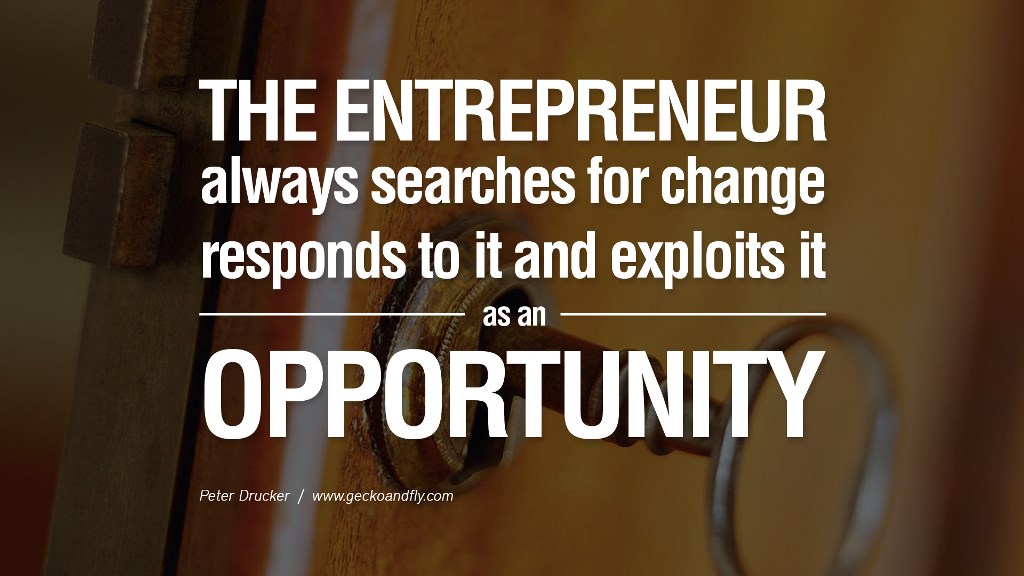 THE ENTREPRENEUR
always searches for change
responds to it and exploits it
as an
OPPORTUNITY
Peter Drucker / www.geckoandfly.com